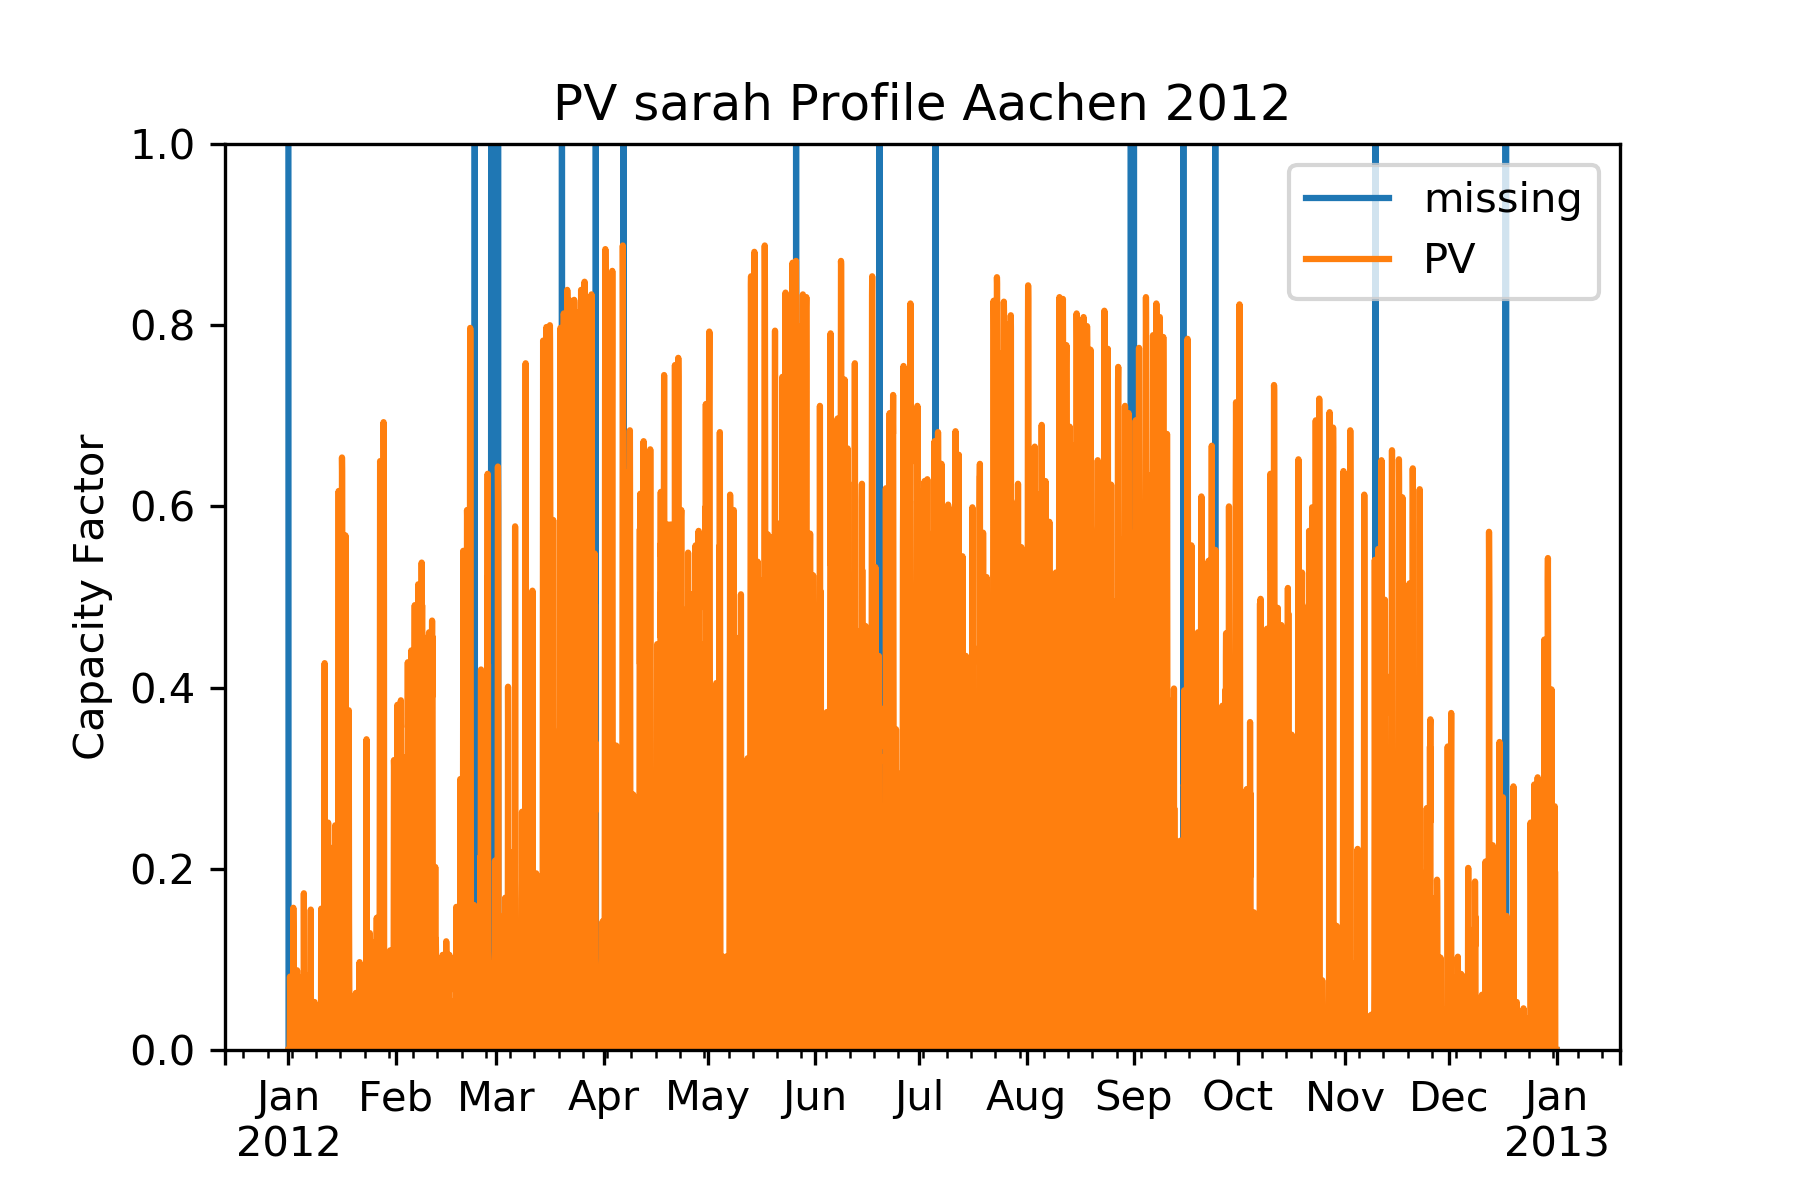 PV sarah Profile Aachen 2012
1.0
0.8
0.6
0.4
0.2
0.0
Capacity Factor
missing
PV
Jan Feb Mar Apr May Jun Jul Aug Sep Oct Nov Dec Jan
2012 2013